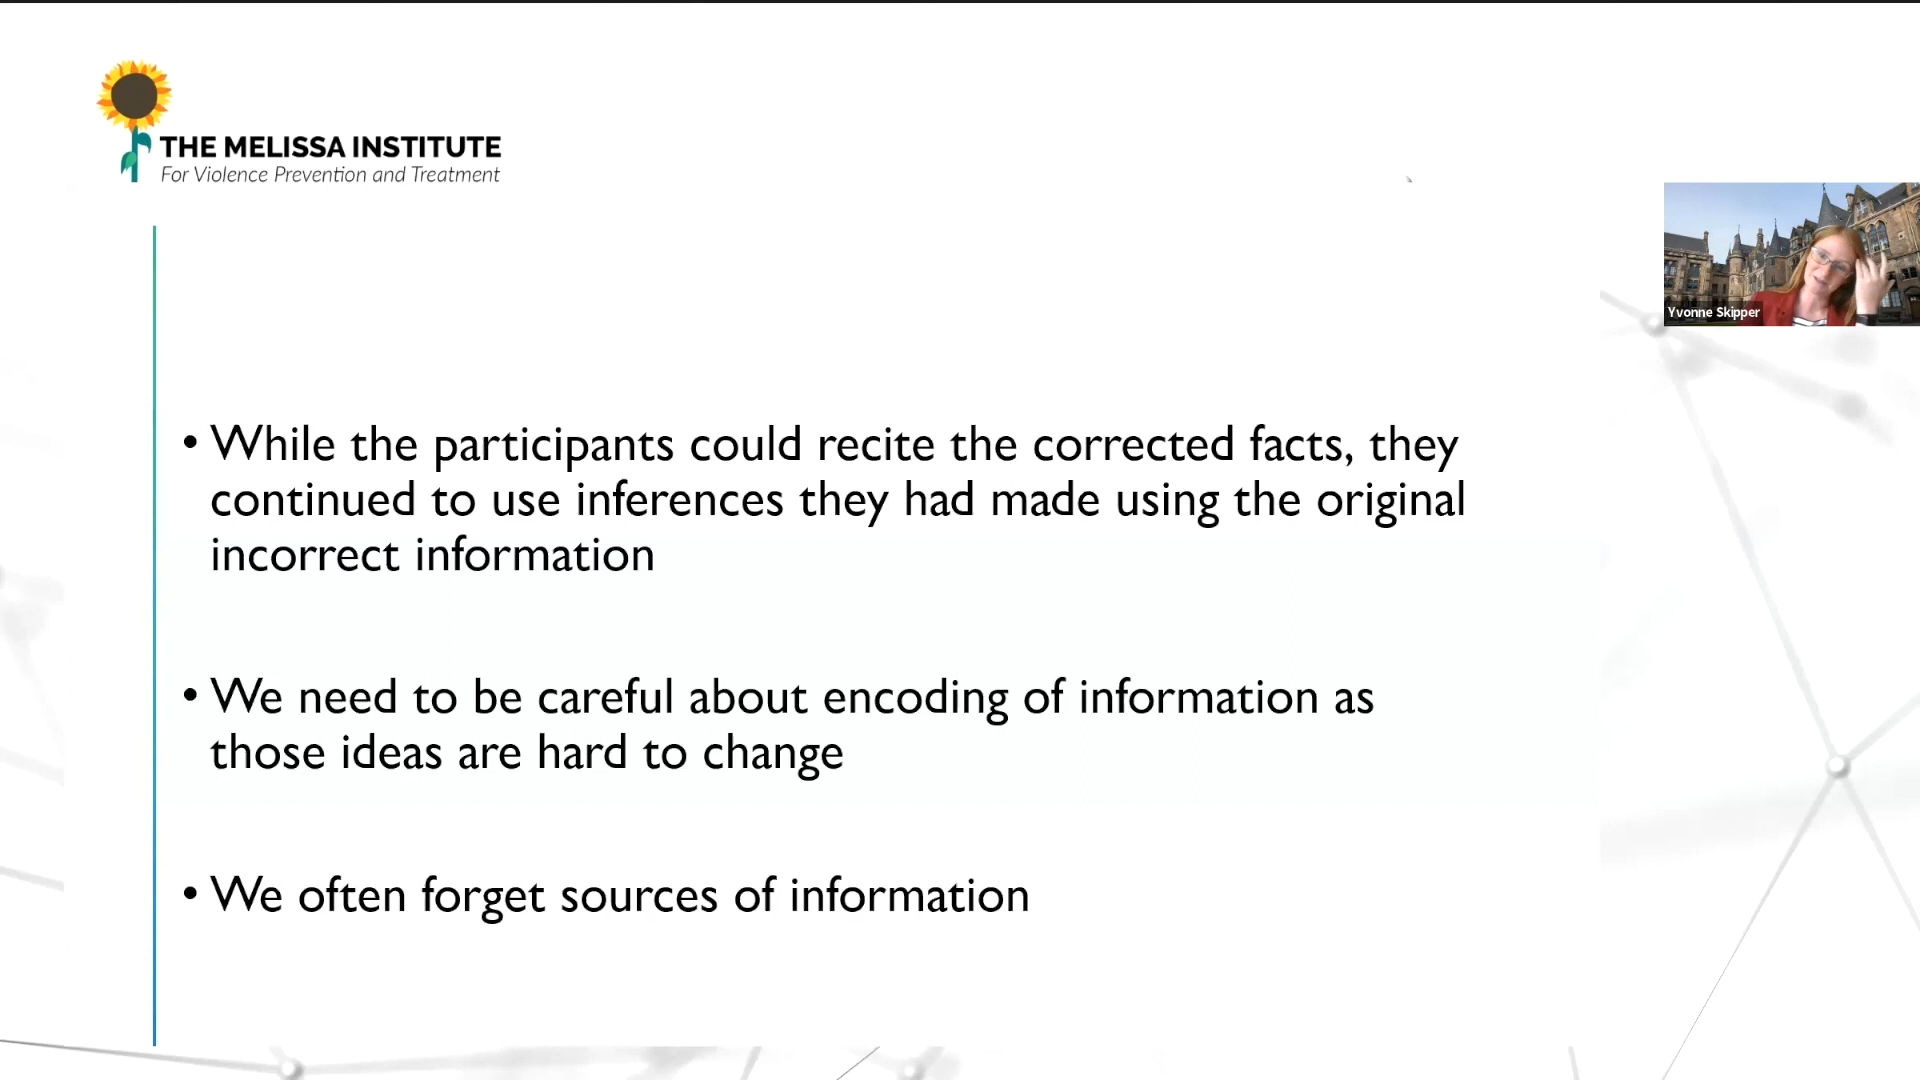 THE MELISSA INSTITUTE
For Violence Prevention and Treatment
Yvonne Skipper
• While the participants could recite the corrected facts, they
continued to use inferences they had made using the original
incorrect information
• We need to be careful about encoding of information as
those ideas are hard to change
• We often forget sources of information